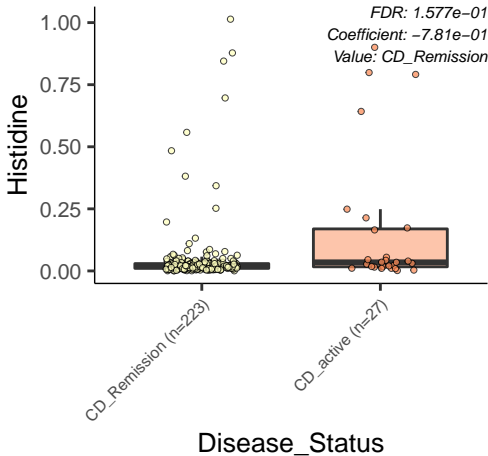 FDR: 1.577e−01
Coefficient: −7.81e−01
Value: CD_Remission
1.00
0.75
0.50
0.25
0.00
Histidine
CD_Remission (n=223)
CD_active (n=27)
Disease_Status